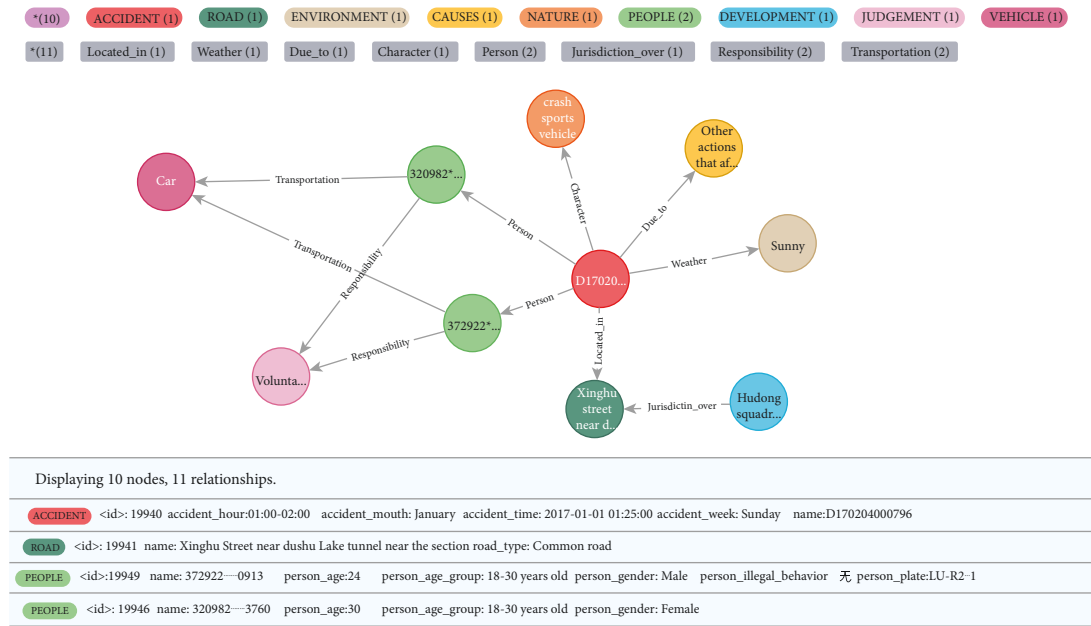 *(10) ACCIDENT (1) ROAD (1) ENVIRONMENT (1) CAUSES (1) NATURE (1) PEOPLE (2) DEVELOPMENT (1) JUDGEMENT (1) VEHICLE (1)
*(11) Located_in (1) Weather (1) Due_to (1) Character (1) Person (2) Jurisdiction_over (1) Responsibility (2) Transportation (2)
crash
sports
vehicle
Other
actions
that af...
Car
Transportation
320982*...
Character
Person
Due_to
Sunny
Weather
Transportation
Responsibility
D17020...
Person
372922*...
Located_in
Responsibility
Volunta...
Xinghu
street
near d...
Jurisdictin_over
Hudong
squadr...
Displaying 10 nodes, 11 relationships.
ACCIDENT <id>: 19940 accident_hour:01:00-02:00 accident_mouth: January accident_time: 2017-01-01 01:25:00 accident_week: Sunday name:D170204000796
ROAD <id>: 19941 name: Xinghu Street near dushu Lake tunnel near the section road_type: Common road
PEOPLE <id>:19949 name: 372922······0913 person_age:24 person_age_group: 18-30 years old person_gender: Male person_illegal_behavior 无 person_plate:LU-R2··1
PEOPLE <id>: 19946 name: 320982······3760 person_age:30 person_age_group: 18-30 years old person_gender: Female